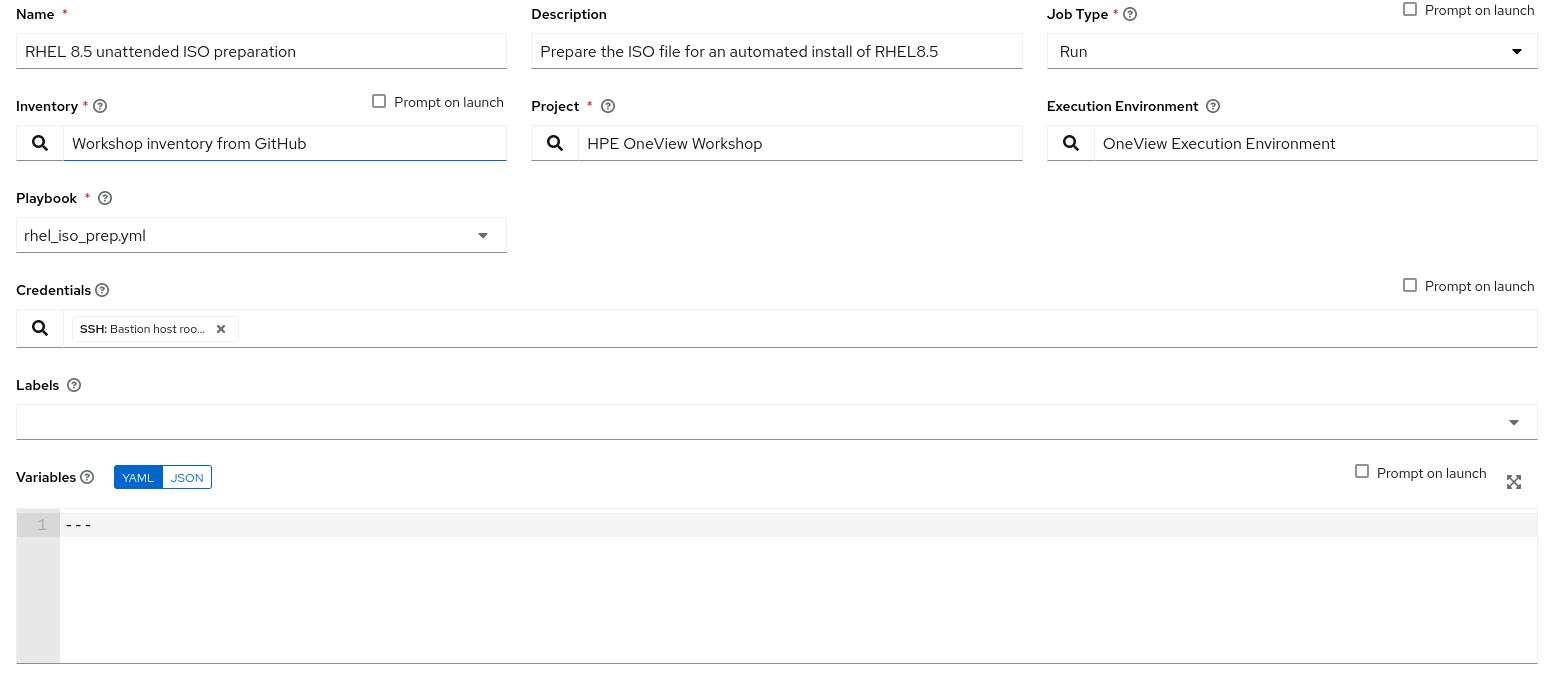 Name *
Description
Job Type *
Prompt on launch
RHEL 8.5 unattended ISO preparation
Prepare the ISO file for an automated install of RHEL8.5
Run
Inventory *
Prompt on launch
Project *
Execution Environment
Workshop inventory from GitHub
HPE OneView Workshop
OneView Execution Environment
Playbook *
rhel_iso_prep.yml
Credentials
Prompt on launch
SSH: Bastion host roo...
Labels
Variables
YAML
JSON
Prompt on launch
1
---